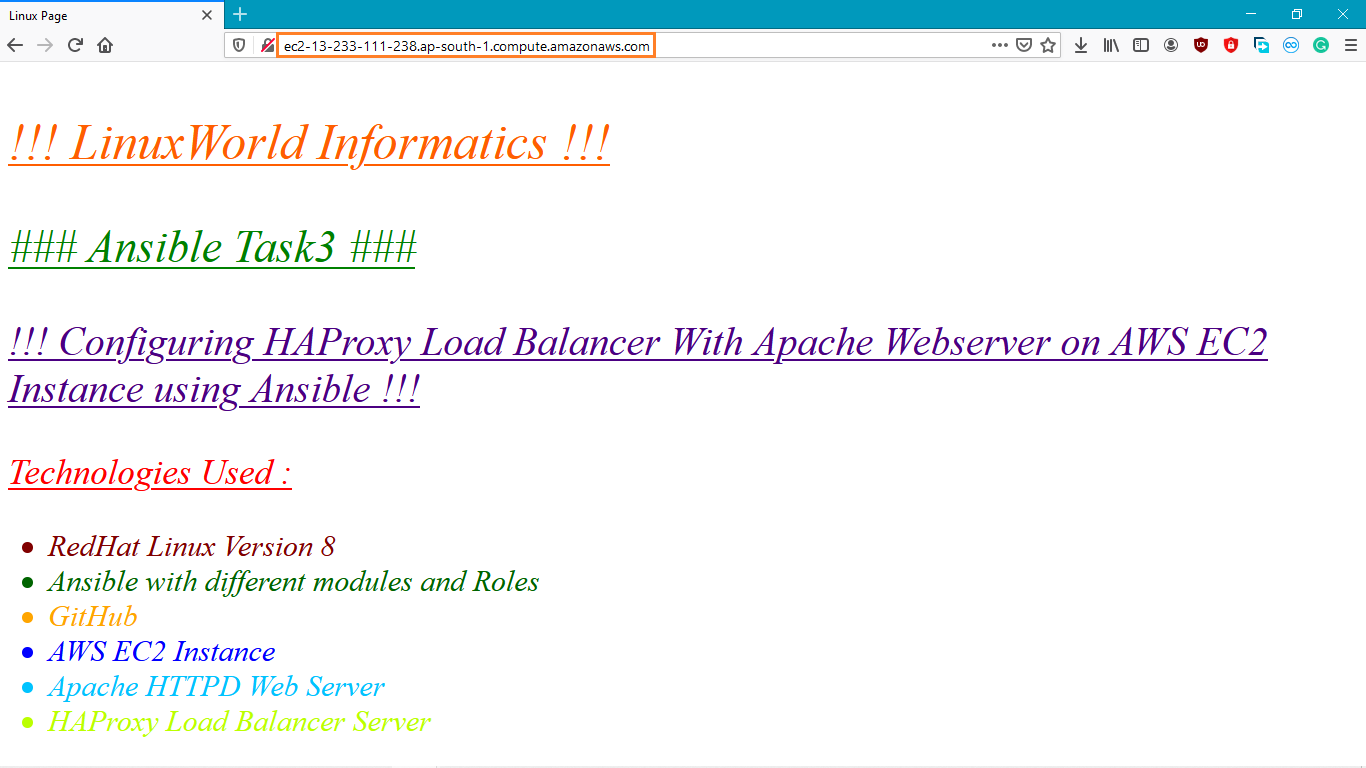 Linux Page
ec2-13-233-111-238.ap-south-1.compute.amazonaws.com
!!! LinuxWorld Informatics !!!
### Ansible Task3 ###
!!! Configuring HAProxy Load Balancer With Apache Webserver on AWS EC2
Instance using Ansible !!!
Technologies Used :
RedHat Linux Version 8
Ansible with different modules and Roles
GitHub
AWS EC2 Instance
Apache HTTPD Web Server
HAProxy Load Balancer Server